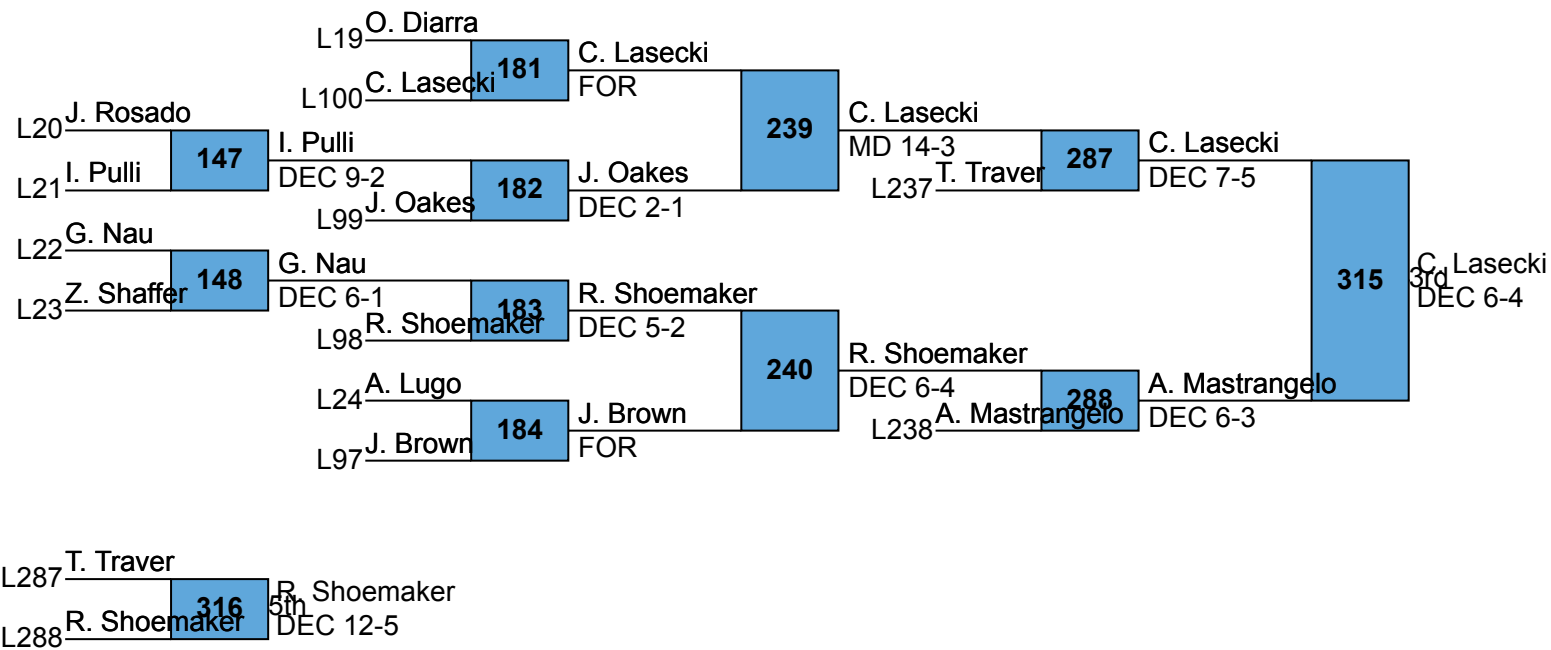 L19 O. Diarra
181
L100 C. Lasecki
C. Lasecki
FOR
L20 J. Rosado
147
L21 I. Pulli
I. Pulli
DEC 9-2
182
L99 J. Oakes
J. Oakes
DEC 2-1
239
C. Lasecki
MD 14-3
L237 T. Traver
287
C. Lasecki
DEC 7-5
L22 G. Nau
148
L23 Z. Shaffer
G. Nau
DEC 6-1
183
L98 R. Shoemaker
R. Shoemaker
DEC 5-2
L24 A. Lugo
184
L97 J. Brown
J. Brown
FOR
240
R. Shoemaker
DEC 6-4
L238 A. Mastrangelo
288
A. Mastrangelo
DEC 6-3
315
3rd
C. Lasecki
DEC 6-4
L287 T. Traver
316
L288 R. Shoemaker
5th
R. Shoemaker
DEC 12-5